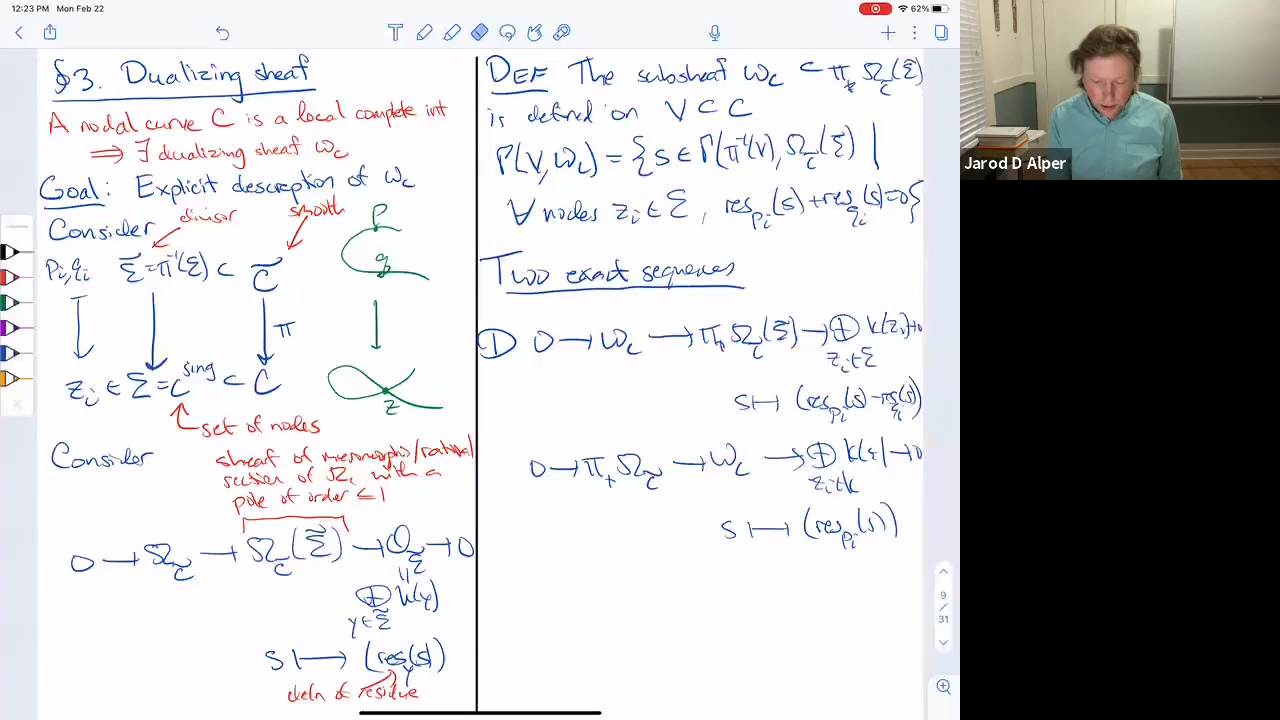 12:23 PM Mon Feb 22
62%
§3. Dualizing sheaf
A nodal curve C is a local complete int
⟹ ∃ dualizing sheaf ω_C
Goal: Explicit description of ω_C
divisor
smooth
Consider
p_i, q_i Σ̃ = π⁻¹(Σ) ⊂ C̃
π
z_i ∈ Σ = C^sing ⊂ C
set of nodes
p
q
z
Consider
sheaf of meromorphic/rational
section of Ω_C̃ with a
pole of order ≤ 1
0 → Ω_C̃ → Ω_C̃(Σ̃) → O_Σ̃ → 0
⊕ k(y)
y ∈ Σ̃
s ↦ (res_y(s))
defn of residue
DEF The subsheaf ω_C ⊂ π_* Ω_C̃(Σ̃)
is defined on V ⊂ C
Γ(V, ω_C) = { s ∈ Γ(π⁻¹(V), Ω_C̃(Σ̃) |
∀ nodes z_i ∈ Σ, res_{p_i}(s) + res_{q_i}(s) = 0 }
Two exact sequences
① 0 → ω_C → π_* Ω_C̃(Σ̃) → ⊕ k(z_i) → 0
z_i ∈ Σ
s ↦ (res_{p_i}(s) - res_{q_i}(s))
0 → π_* Ω_C̃ → ω_C → ⊕ k(z_i) → 0
s ↦ (res_{p_i}(s))
9
/
31
Jarod D Alper